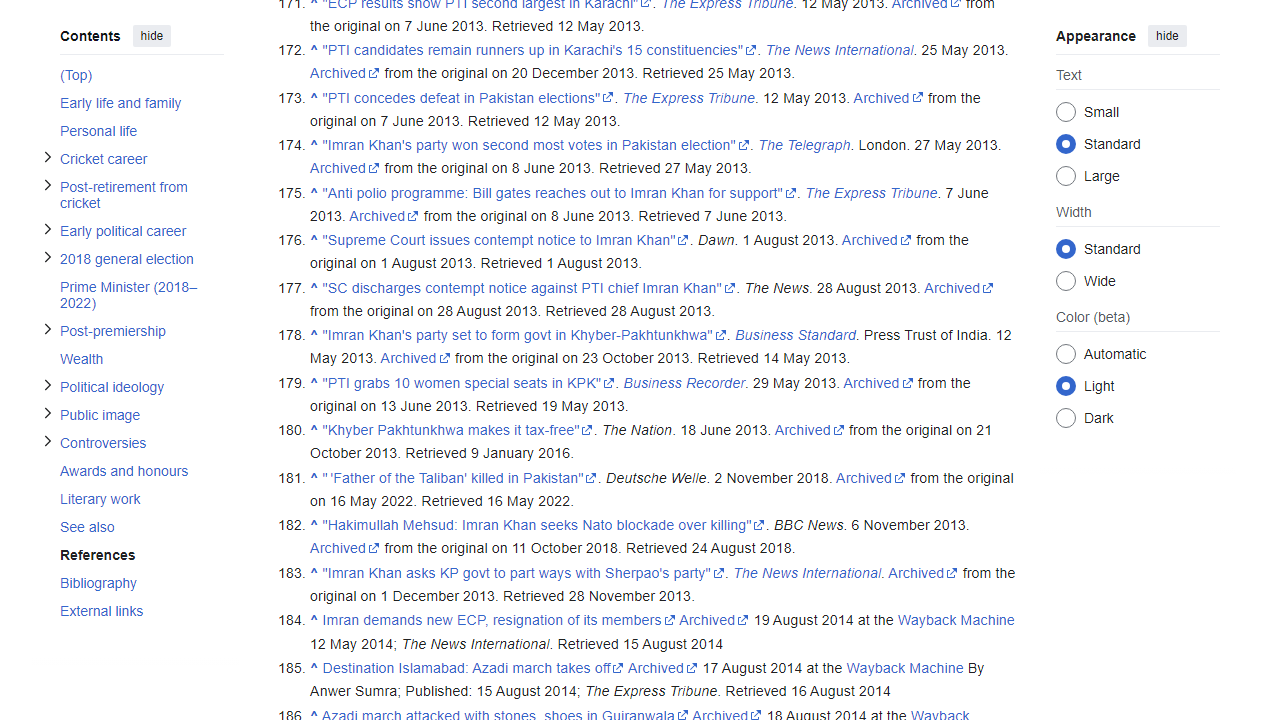 Contents hide
(Top)
Early life and family
Personal life
Cricket career
Post-retirement from
cricket
Early political career
2018 general election
Prime Minister (2018–
2022)
Post-premiership
Wealth
Political ideology
Public image
Controversies
Awards and honours
Literary work
See also
References
Bibliography
External links
171. ^ "ECP results show PTI second largest in Karachi". The Express Tribune. 12 May 2013. Archived from
the original on 7 June 2013. Retrieved 12 May 2013.
172. ^ "PTI candidates remain runners up in Karachi's 15 constituencies". The News International. 25 May 2013.
Archived from the original on 20 December 2013. Retrieved 25 May 2013.
173. ^ "PTI concedes defeat in Pakistan elections". The Express Tribune. 12 May 2013. Archived from the
original on 7 June 2013. Retrieved 12 May 2013.
174. ^ "Imran Khan's party won second most votes in Pakistan election". The Telegraph. London. 27 May 2013.
Archived from the original on 8 June 2013. Retrieved 27 May 2013.
175. ^ "Anti polio programme: Bill gates reaches out to Imran Khan for support". The Express Tribune. 7 June
2013. Archived from the original on 8 June 2013. Retrieved 7 June 2013.
176. ^ "Supreme Court issues contempt notice to Imran Khan". Dawn. 1 August 2013. Archived from the
original on 1 August 2013. Retrieved 1 August 2013.
177. ^ "SC discharges contempt notice against PTI chief Imran Khan". The News. 28 August 2013. Archived
from the original on 28 August 2013. Retrieved 28 August 2013.
178. ^ "Imran Khan's party set to form govt in Khyber-Pakhtunkhwa". Business Standard. Press Trust of India. 12
May 2013. Archived from the original on 23 October 2013. Retrieved 14 May 2013.
179. ^ "PTI grabs 10 women special seats in KPK". Business Recorder. 29 May 2013. Archived from the
original on 13 June 2013. Retrieved 19 May 2013.
180. ^ "Khyber Pakhtunkhwa makes it tax-free". The Nation. 18 June 2013. Archived from the original on 21
October 2013. Retrieved 9 January 2016.
181. ^ " 'Father of the Taliban' killed in Pakistan". Deutsche Welle. 2 November 2018. Archived from the original
on 16 May 2022. Retrieved 16 May 2022.
182. ^ "Hakimullah Mehsud: Imran Khan seeks Nato blockade over killing". BBC News. 6 November 2013.
Archived from the original on 11 October 2018. Retrieved 24 August 2018.
183. ^ "Imran Khan asks KP govt to part ways with Sherpao's party". The News International. Archived from the
original on 1 December 2013. Retrieved 28 November 2013.
184. ^ Imran demands new ECP, resignation of its members Archived 19 August 2014 at the Wayback Machine
12 May 2014; The News International. Retrieved 15 August 2014
185. ^ Destination Islamabad: Azadi march takes off Archived 17 August 2014 at the Wayback Machine By
Anwer Sumra; Published: 15 August 2014; The Express Tribune. Retrieved 16 August 2014
186. ^ Azadi march attacked with stones, shoes in Gujranwala Archived 18 August 2014 at the Wayback
Appearance hide
Text
Small
Standard
Large
Width
Standard
Wide
Color (beta)
Automatic
Light
Dark